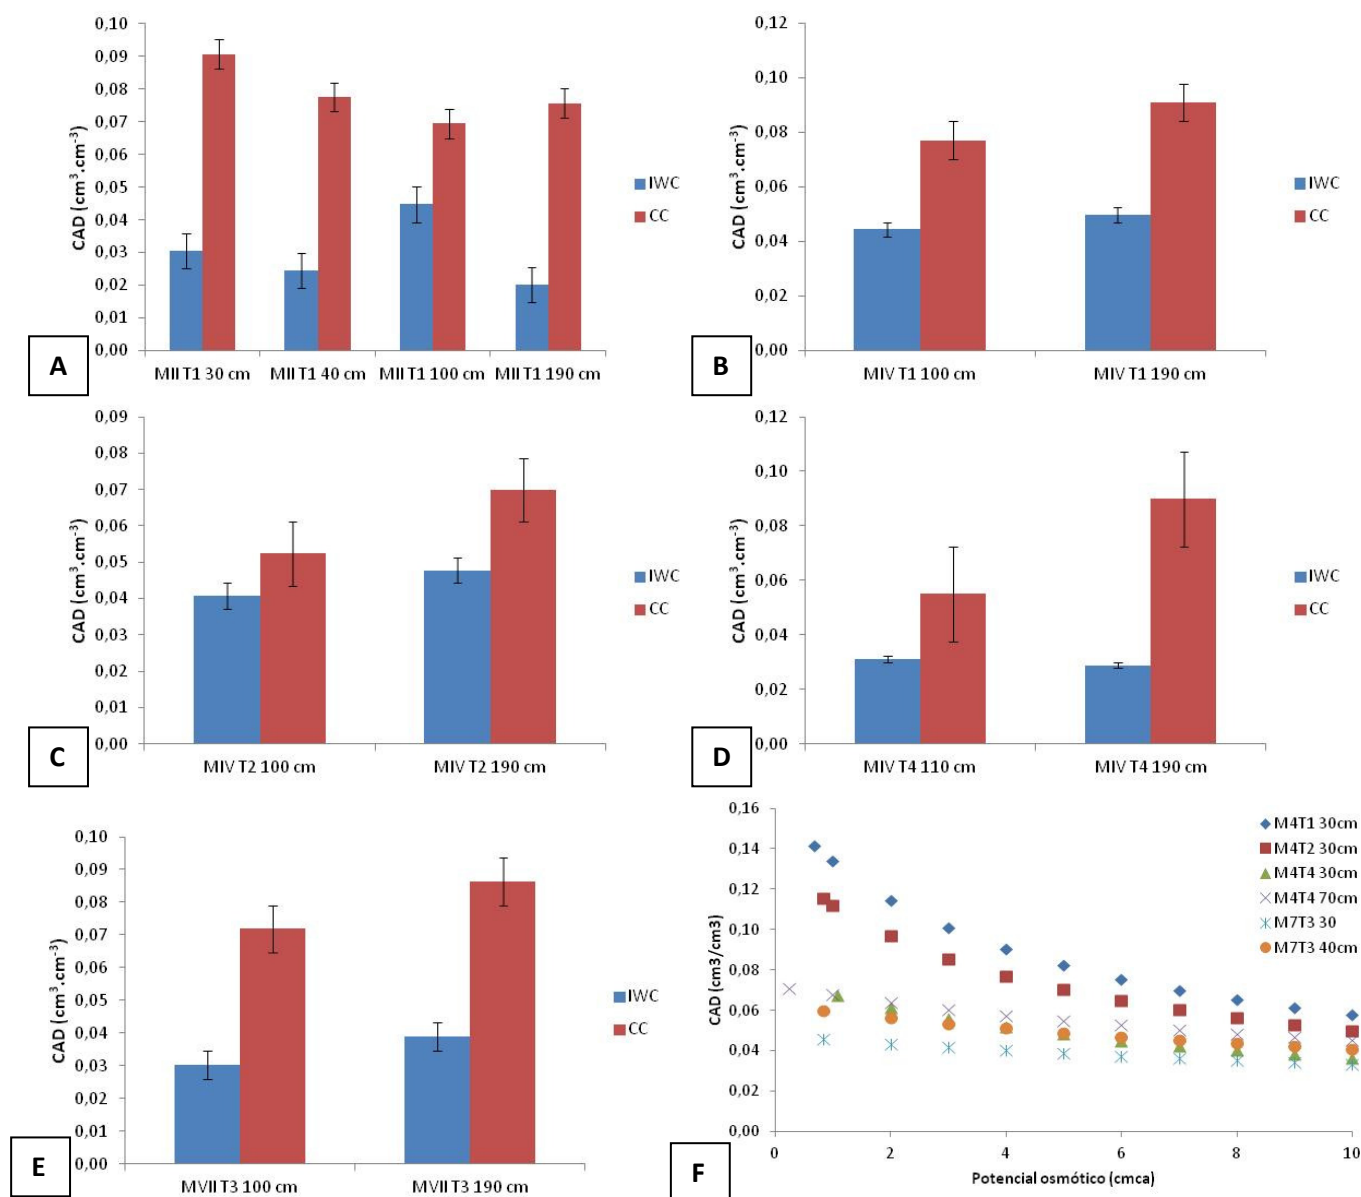 0,10
0,09
0,08
0,07
0,06
0,05
0,04
0,03
0,02
0,01
0,00
CAD (cm³.cm⁻³)
MII T1 30 cm
MII T1 40 cm
MII T1 100 cm
MII T1 190 cm
IWC
CC
A
0,12
0,10
0,08
0,06
0,04
0,02
0,00
CAD (cm³.cm⁻³)
MIV T1 100 cm
MIV T1 190 cm
IWC
CC
B
0,09
0,08
0,07
0,06
0,05
0,04
0,03
0,02
0,01
0,00
CAD (cm³.cm⁻³)
MIV T2 100 cm
MIV T2 190 cm
IWC
CC
C
0,12
0,10
0,08
0,06
0,04
0,02
0,00
CAD (cm³.cm⁻³)
MIV T4 110 cm
MIV T4 190 cm
IWC
CC
D
0,10
0,09
0,08
0,07
0,06
0,05
0,04
0,03
0,02
0,01
0,00
CAD (cm³.cm⁻³)
MVII T3 100 cm
MVII T3 190 cm
IWC
CC
E
0,16
0,14
0,12
0,10
0,08
0,06
0,04
0,02
0,00
CAD (cm3/cm3)
0
2
4
6
8
10
Potencial osmótico (cmca)
M4T1 30cm
M4T2 30cm
M4T4 30cm
M4T4 70cm
M7T3 30
M7T3 40cm
F